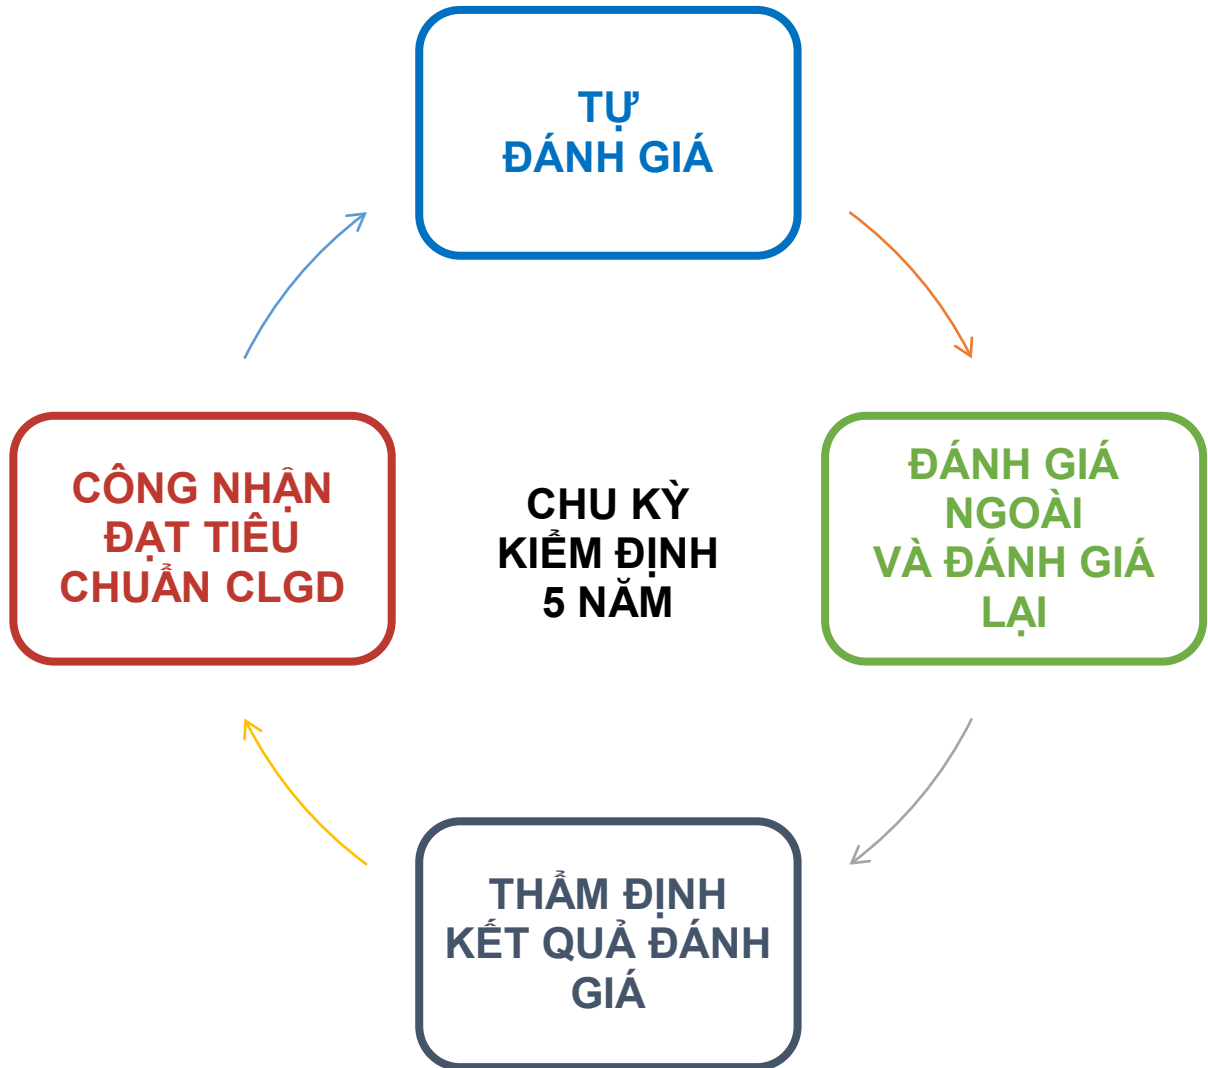 TỰ
ĐÁNH GIÁ
ĐÁNH GIÁ
NGOÀI
VÀ ĐÁNH GIÁ
LẠI
THẨM ĐỊNH
KẾT QUẢ ĐÁNH
GIÁ
CÔNG NHẬN
ĐẠT TIÊU
CHUẨN CLGD
CHU KỲ
KIỂM ĐỊNH
5 NĂM